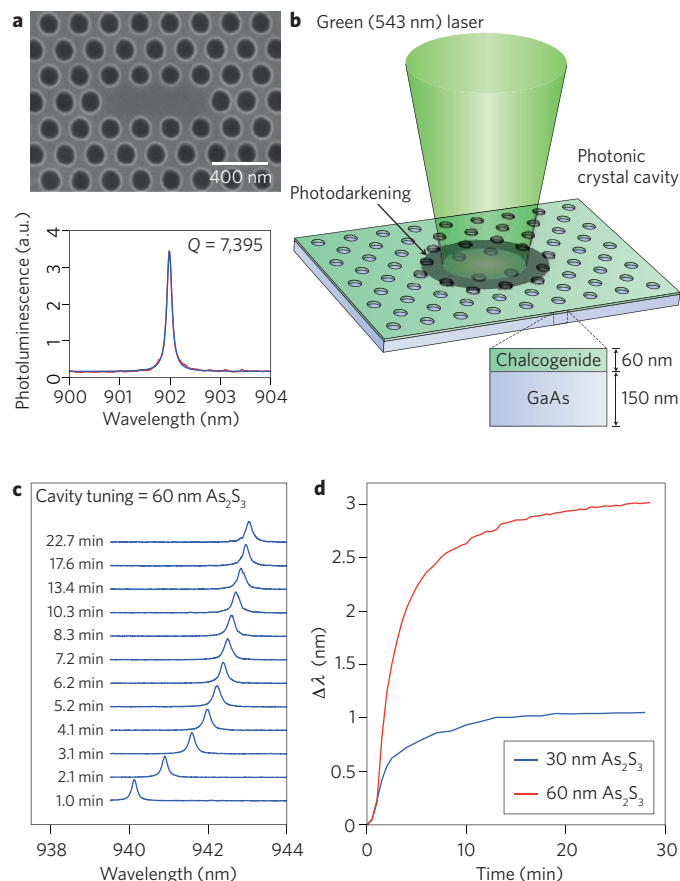 a
400 nm
Photoluminescence (a.u.)
4
3
2
1
0
Q = 7,395
900 901 902 903 904
Wavelength (nm)
b
Green (543 nm) laser
Photonic
crystal cavity
Photodarkening
Chalcogenide
60 nm
GaAs
150 nm
c
Cavity tuning = 60 nm As₂S₃
22.7 min
17.6 min
13.4 min
10.3 min
8.3 min
7.2 min
6.2 min
5.2 min
4.1 min
3.1 min
2.1 min
1.0 min
938 940 942 944
Wavelength (nm)
d
Δλ (nm)
3
2.5
2
1.5
1
0.5
0
30 nm As₂S₃
60 nm As₂S₃
0 10 20 30
Time (min)